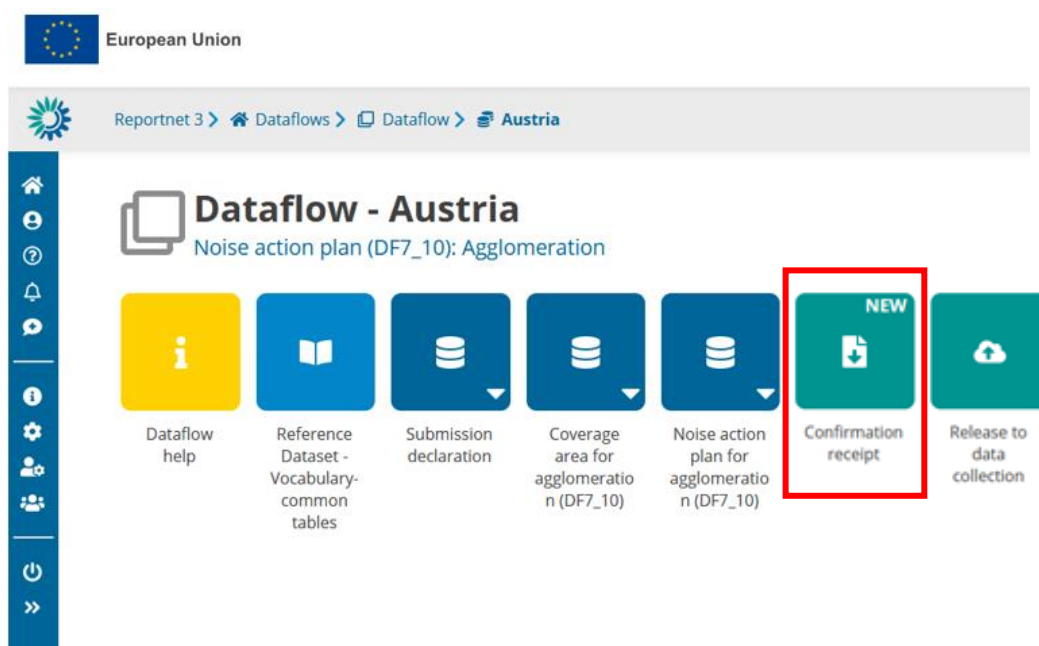 European Union
Reportnet 3 > Dataflows > Dataflow > Austria
Dataflow - Austria
Noise action plan (DF7_10): Agglomeration
NEW
Dataflow
help
Reference
Dataset -
Vocabulary-
common
tables
Submission
declaration
Coverage
area for
agglomeratio
n (DF7_10)
Noise action
plan for
agglomeratio
n (DF7_10)
Confirmation
receipt
Release to
data
collection